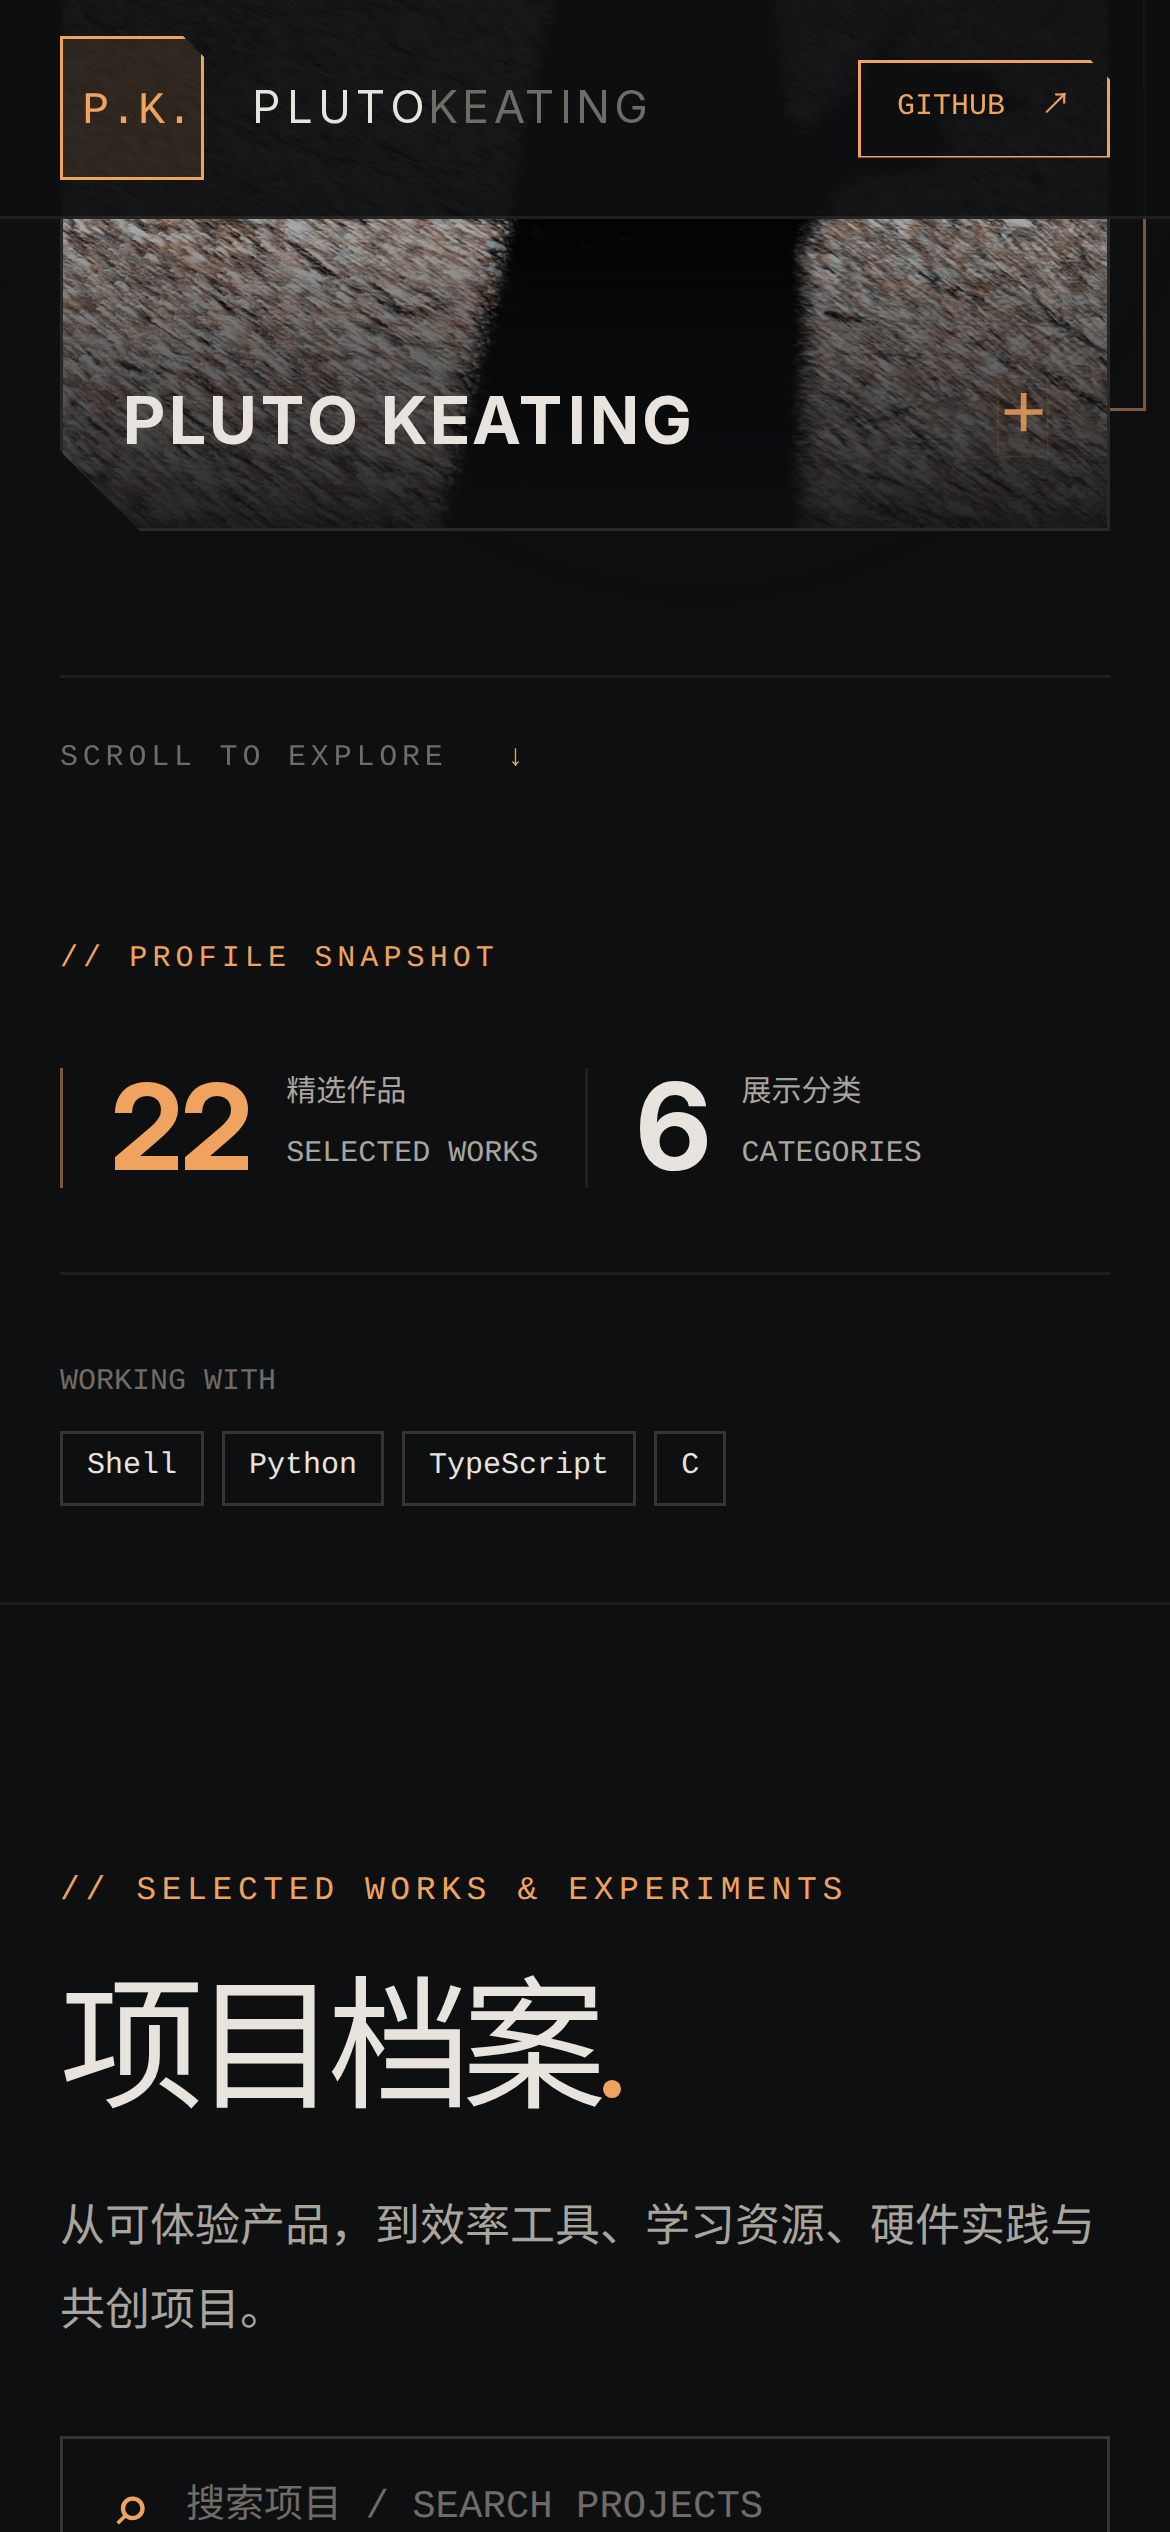 P.K. PLUTOKEATING GITHUB ↗
PLUTO KEATING +
SCROLL TO EXPLORE ↓
// PROFILE SNAPSHOT
22 精选作品 SELECTED WORKS
6 展示分类 CATEGORIES
WORKING WITH
Shell Python TypeScript C
// SELECTED WORKS & EXPERIMENTS
项目档案.
从可体验产品，到效率工具、学习资源、硬件实践与
共创项目。
搜索项目 / SEARCH PROJECTS